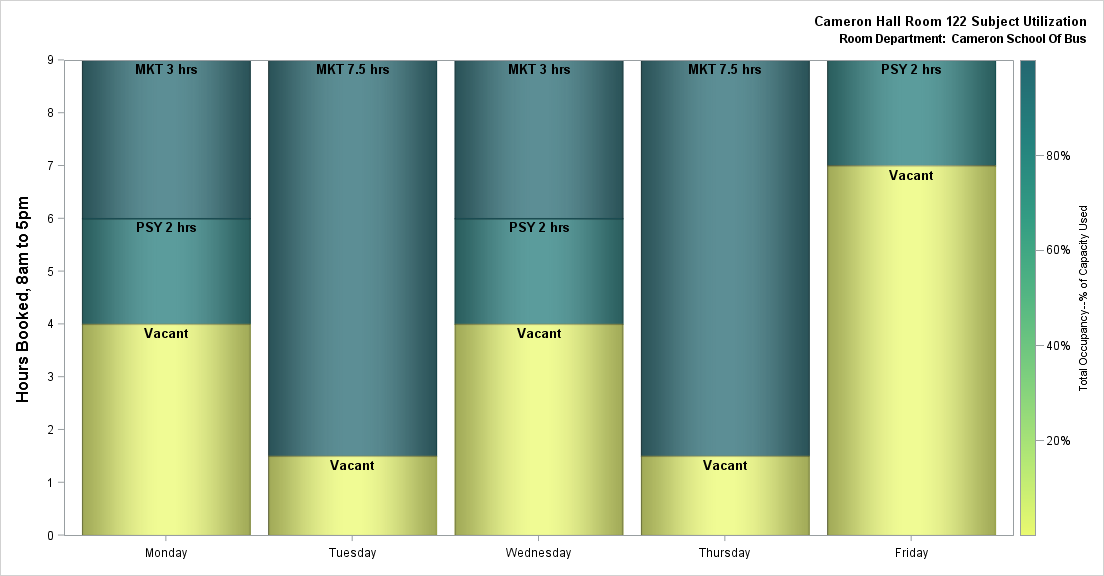 Cameron Hall Room 122 Subject Utilization
Room Department: Cameron School Of Bus
Hours Booked, 8am to 5pm
9
8
7
6
5
4
3
2
1
0
MKT 3 hrs
PSY 2 hrs
Vacant
MKT 7.5 hrs
Vacant
MKT 3 hrs
PSY 2 hrs
Vacant
MKT 7.5 hrs
Vacant
PSY 2 hrs
Vacant
Monday
Tuesday
Wednesday
Thursday
Friday
80%
60%
40%
20%
Total Occupancy--% of Capacity Used